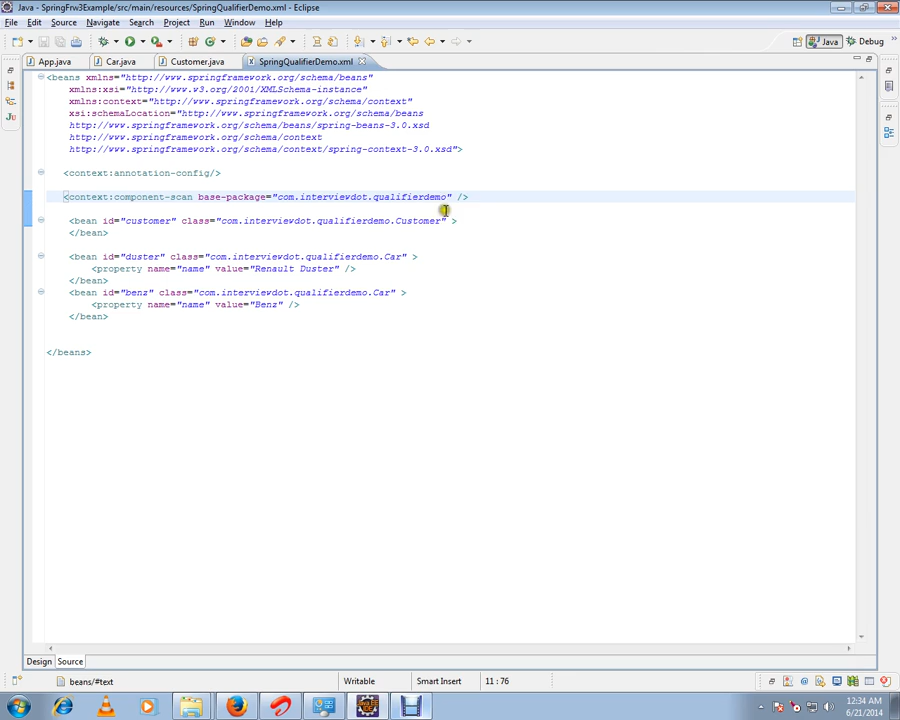 Java - SpringFrw3Example/src/main/resources/SpringQualifierDemo.xml - Eclipse
File Edit Source Navigate Search Project Run Window Help
Java Debug
App.java Car.java Customer.java SpringQualifierDemo.xml
<beans xmlns="http://www.springframework.org/schema/beans"
xmlns:xsi="http://www.w3.org/2001/XMLSchema-instance"
xmlns:context="http://www.springframework.org/schema/context"
xsi:schemaLocation="http://www.springframework.org/schema/beans
http://www.springframework.org/schema/beans/spring-beans-3.0.xsd
http://www.springframework.org/schema/context
http://www.springframework.org/schema/context/spring-context-3.0.xsd">
<context:annotation-config/>
<context:component-scan base-package="com.interviewdot.qualifierdemo" />
<bean id="customer" class="com.interviewdot.qualifierdemo.Customer" >
</bean>
<bean id="duster" class="com.interviewdot.qualifierdemo.Car" >
<property name="name" value="Renault Duster" />
</bean>
<bean id="benz" class="com.interviewdot.qualifierdemo.Car" >
<property name="name" value="Benz" />
</bean>
</beans>
Design Source
beans/#text Writable Smart Insert 11 : 76
12:34 AM
6/21/2014